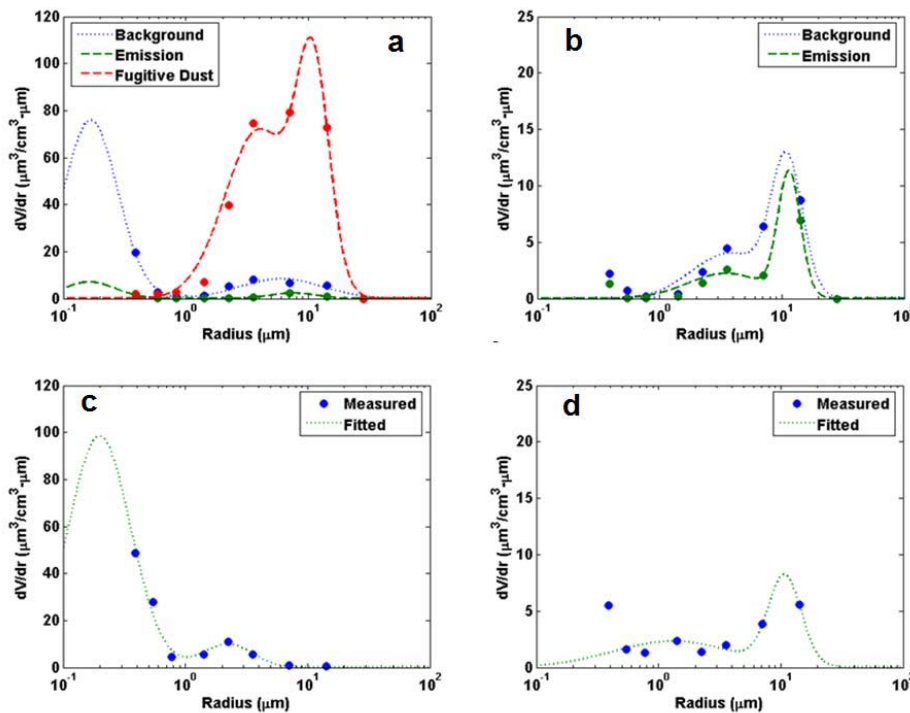 a
Background
Emission
Fugitive Dust
120
100
80
60
40
20
0
dV/dr (μm³/cm³-μm)
10⁻¹ 10⁰ 10¹ 10²
Radius (μm)
b
Background
Emission
25
20
15
10
5
0
dV/dr (μm³/cm³-μm)
10⁻¹ 10⁰ 10¹ 10
Radius (μm)
c
Measured
Fitted
120
100
80
60
40
20
0
dV/dr (μm³/cm³-μm)
10⁻¹ 10⁰ 10¹ 10²
Radius (μm)
d
Measured
Fitted
25
20
15
10
5
0
dV/dr (μm³/cm³-μm)
10⁻¹ 10⁰ 10¹ 10²
Radius (μm)